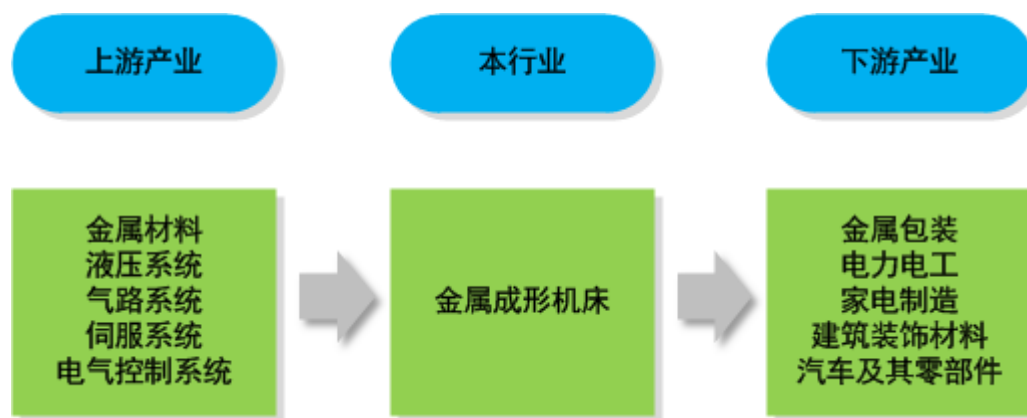 上游产业
本行业
下游产业
金属材料
液压系统
气路系统
伺服系统
电气控制系统
金属成形机床
金属包装
电力电工
家电制造
建筑装饰材料
汽车及其零部件